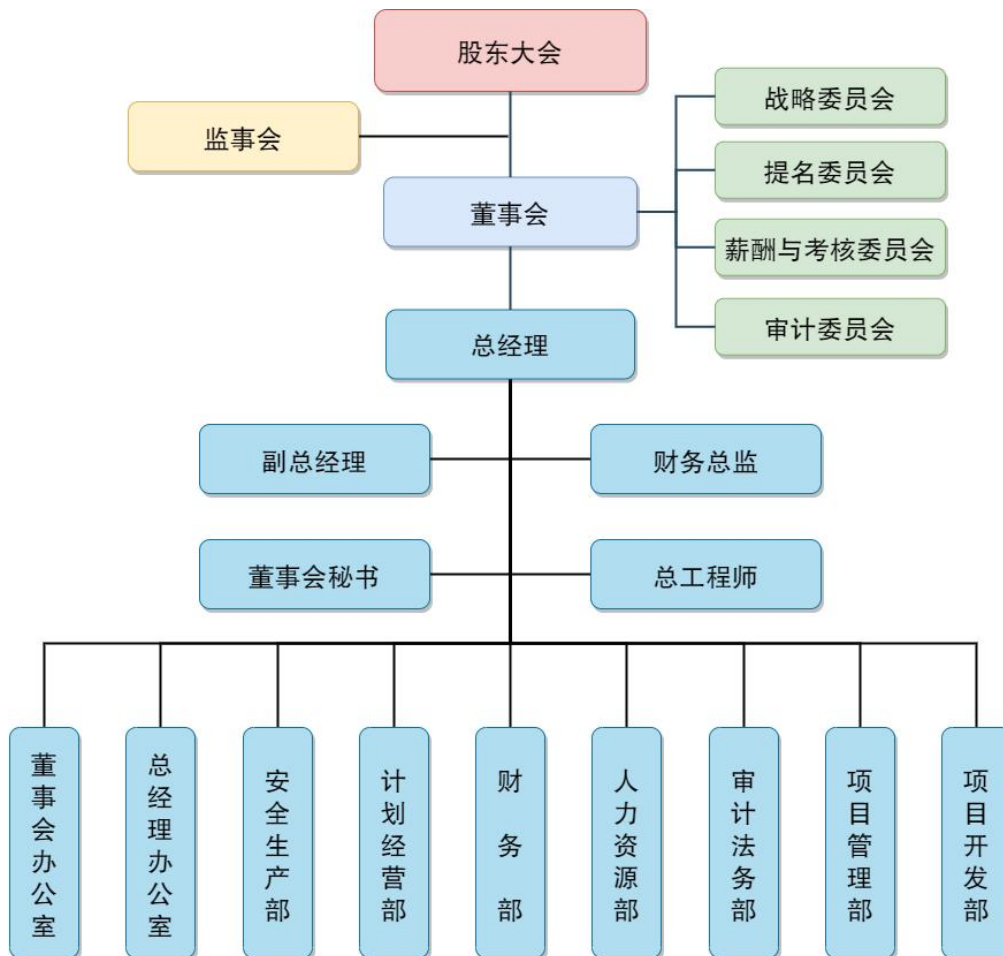 股东大会
监事会
董事会
战略委员会
提名委员会
薪酬与考核委员会
审计委员会
总经理
副总经理
财务总监
董事会秘书
总工程师
董事会办公室
总经理办公室
安全生产部
计划经营部
财务部
人力资源部
审计法务部
项目管理部
项目开发部